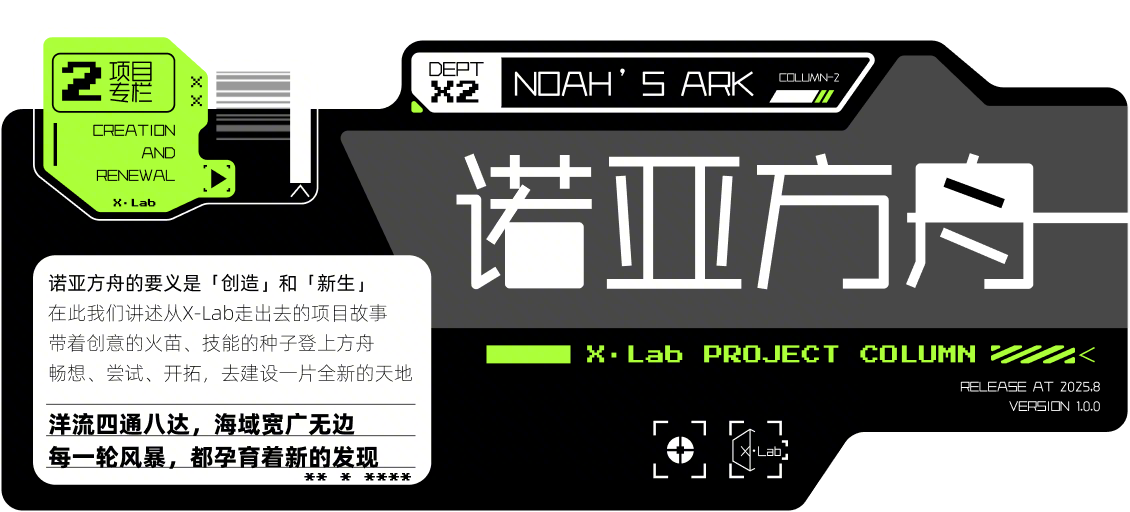 2 项目
专栏
X
X
CREATION
AND
RENEWAL
X·Lab
DEPT
X2
NOAH'S ARK
COLUMN-2
诺亚方舟
诺亚方舟的要义是「创造」和「新生」
在此我们讲述从X-Lab走出去的项目故事
带着创意的火苗、技能的种子登上方舟
畅想、尝试、开拓，去建设一片全新的天地
洋流四通八达，海域宽广无边
每一轮风暴，都孕育着新的发现
** * ****
X·Lab PROJECT COLUMN
RELEASE AT 2025.8
VERSION 1.0.0
X·Lab